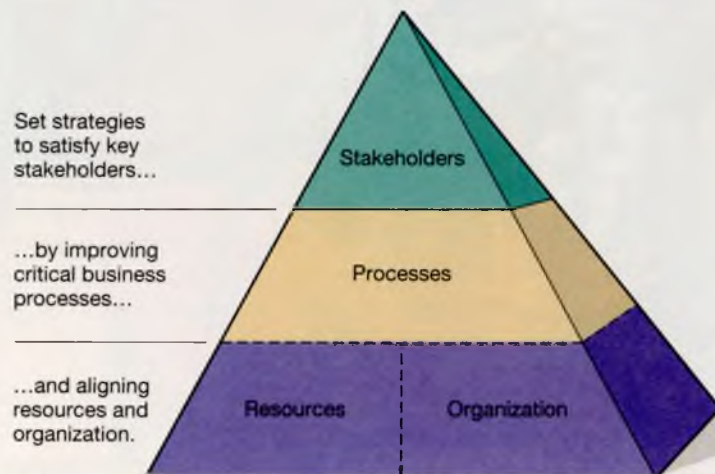 Set strategies
to satisfy key
stakeholders...
Stakeholders
...by improving
critical business
processes...
Processes
...and aligning
resources and
organization.
Resources
Organization